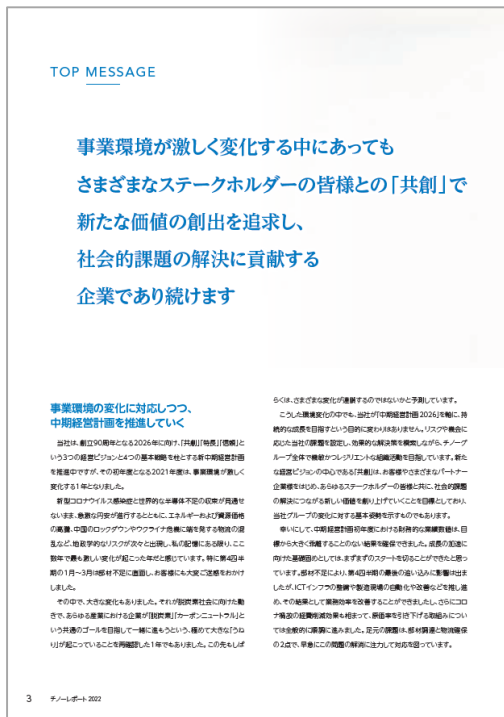 TOP MESSAGE
事業環境が激しく変化する中にあっても
さまざまなステークホルダーの皆様との「共創」で
新たな価値の創出を追求し、
社会的課題の解決に貢献する
企業であり続けます
事業環境の変化に対応しつつ、
中期経営計画を推進していく
当社は、創立90周年となる2026年に向け、「共創」「特長」「信頼」と
いう3つの経営ビジョンと4つの基本戦略を柱とする新中期経営計画
を推進中ですが、その初年度となる2021年度は、事業環境が激しく
変化する1年となりました。
新型コロナウイルス感染症と世界的な半導体不足の収束が見通せ
ないまま、急激な円安が進行するとともに、エネルギーおよび資源価格
の高騰、中国のロックダウンやウクライナ危機に端を発する物流の混
乱など、地政学的なリスクが次々と出現し、私の記憶にある限り、ここ
数年で最も激しい変化が起こった年だと感じています。特に第4四半
期の1月~3月は部材不足に直面し、お客様にも大変ご迷惑をおかけ
しました。
その中で、大きな変化もありました。それが脱炭素社会に向けた動
きで、あらゆる産業における企業が「脱炭素」「カーボンニュートラル」と
いう共通のゴールを目指して一緒に進もうという、極めて大きな「うね
り」が起こっていることを再確認した1年でもありました。この先もしば
らくは、さまざまな変化が連鎖するのではないかと予測しています。
こうした環境変化の中でも、当社が「中期経営計画2026」を軸に、持
続的な成長を目指すという目的に変わりはありません。リスクや機会に
応じた当社の課題を設定し、効果的な解決策を模索しながら、チノーグ
ループ全体で機敏かつレジリエントな組織活動を目指しています。新た
な経営ビジョンの中心である「共創」は、お客様やさまざまなパートナー
企業様をはじめ、あらゆるステークホルダーの皆様と共に、社会的課題
の解決につながる新しい価値を創り上げていくことを目標としており、
当社グループの変化に対する基本姿勢を示すものでもあります。
幸いにして、中期経営計画初年度における財務的な業績数値は、目
標から大きく乖離することのない結果を確保できました。成長の加速に
向けた基礎固めとしては、まずまずのスタートを切ることができたと思っ
ています。部材不足により、第4四半期の最後の追い込みに影響は出ま
したが、ICTインフラの整備や製造現場の自動化や改善などを推し進
め、その結果として業務効率を改善することができましたし、さらにコロ
ナ禍故の経費削減効果も相まって、原価率を引き下げる取組みについ
ては全般的に順調に進みました。足元の課題は、部材調達と物流確保
の2点で、早急にこの問題の解消に注力して対応を図っています。
3 チノーレポート 2022